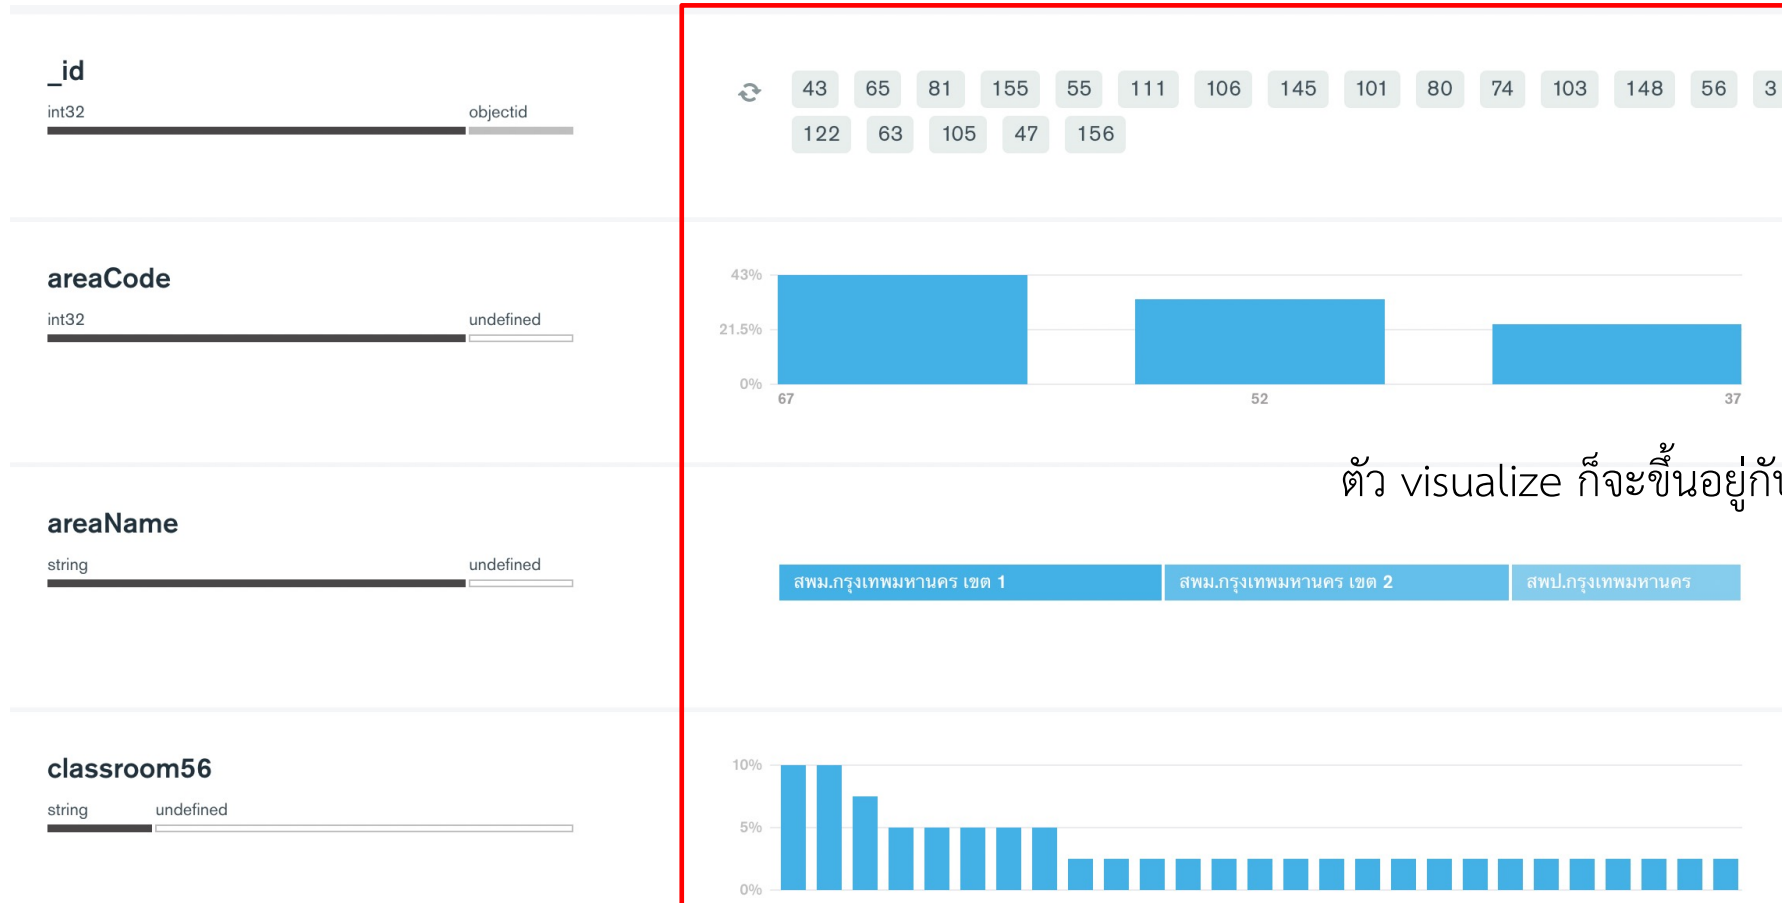 _id
int32 objectid
43 65 81 155 55 111 106 145 101 80 74 103 148 56 3
122 63 105 47 156
areaCode
int32 undefined
43%
21.5%
0%
67 52 37
ตัว visualize ก็จะขึ้นอยู่กับ
areaName
string undefined
สพม.กรุงเทพมหานคร เขต 1 สพม.กรุงเทพมหานคร เขต 2 สพป.กรุงเทพมหานคร
classroom56
string undefined
10%
5%
0%